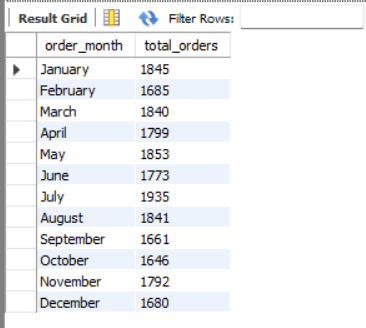 Result Grid Filter Rows:
order_month total_orders
January 1845
February 1685
March 1840
April 1799
May 1853
June 1773
July 1935
August 1841
September 1661
October 1646
November 1792
December 1680